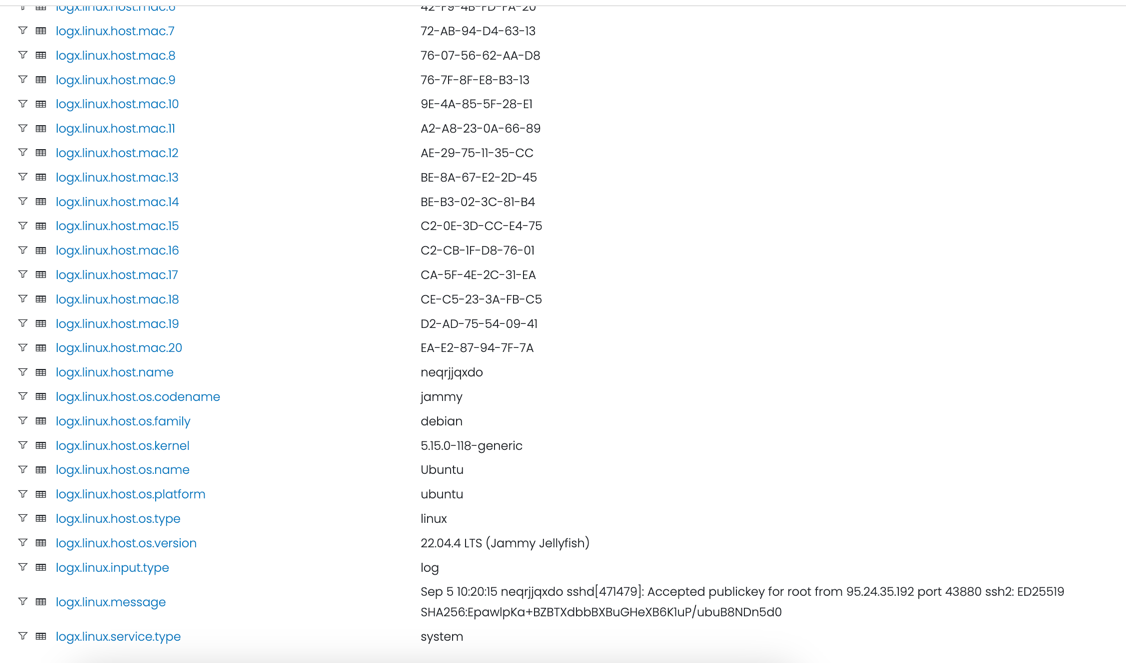 logx.linux.host.mac.6 42-F9-4B-FD-FA-20
logx.linux.host.mac.7 72-AB-94-D4-63-13
logx.linux.host.mac.8 76-07-56-62-AA-D8
logx.linux.host.mac.9 76-7F-8F-E8-B3-13
logx.linux.host.mac.10 9E-4A-85-5F-28-E1
logx.linux.host.mac.11 A2-A8-23-0A-66-89
logx.linux.host.mac.12 AE-29-75-11-35-CC
logx.linux.host.mac.13 BE-8A-67-E2-2D-45
logx.linux.host.mac.14 BE-B3-02-3C-81-B4
logx.linux.host.mac.15 C2-0E-3D-CC-E4-75
logx.linux.host.mac.16 C2-CB-1F-D8-76-01
logx.linux.host.mac.17 CA-5F-4E-2C-31-EA
logx.linux.host.mac.18 CE-C5-23-3A-FB-C5
logx.linux.host.mac.19 D2-AD-75-54-09-41
logx.linux.host.mac.20 EA-E2-87-94-7F-7A
logx.linux.host.name neqrjjqxdo
logx.linux.host.os.codename jammy
logx.linux.host.os.family debian
logx.linux.host.os.kernel 5.15.0-118-generic
logx.linux.host.os.name Ubuntu
logx.linux.host.os.platform ubuntu
logx.linux.host.os.type linux
logx.linux.host.os.version 22.04.4 LTS (Jammy Jellyfish)
logx.linux.input.type log
logx.linux.message Sep 5 10:20:15 neqrjjqxdo sshd[471479]: Accepted publickey for root from 95.24.35.192 port 43880 ssh2: ED25519
SHA256:EpawlpKa+BZBTXdbbBXBuGHeXB6K1uP/ubuB8NDn5d0
logx.linux.service.type system